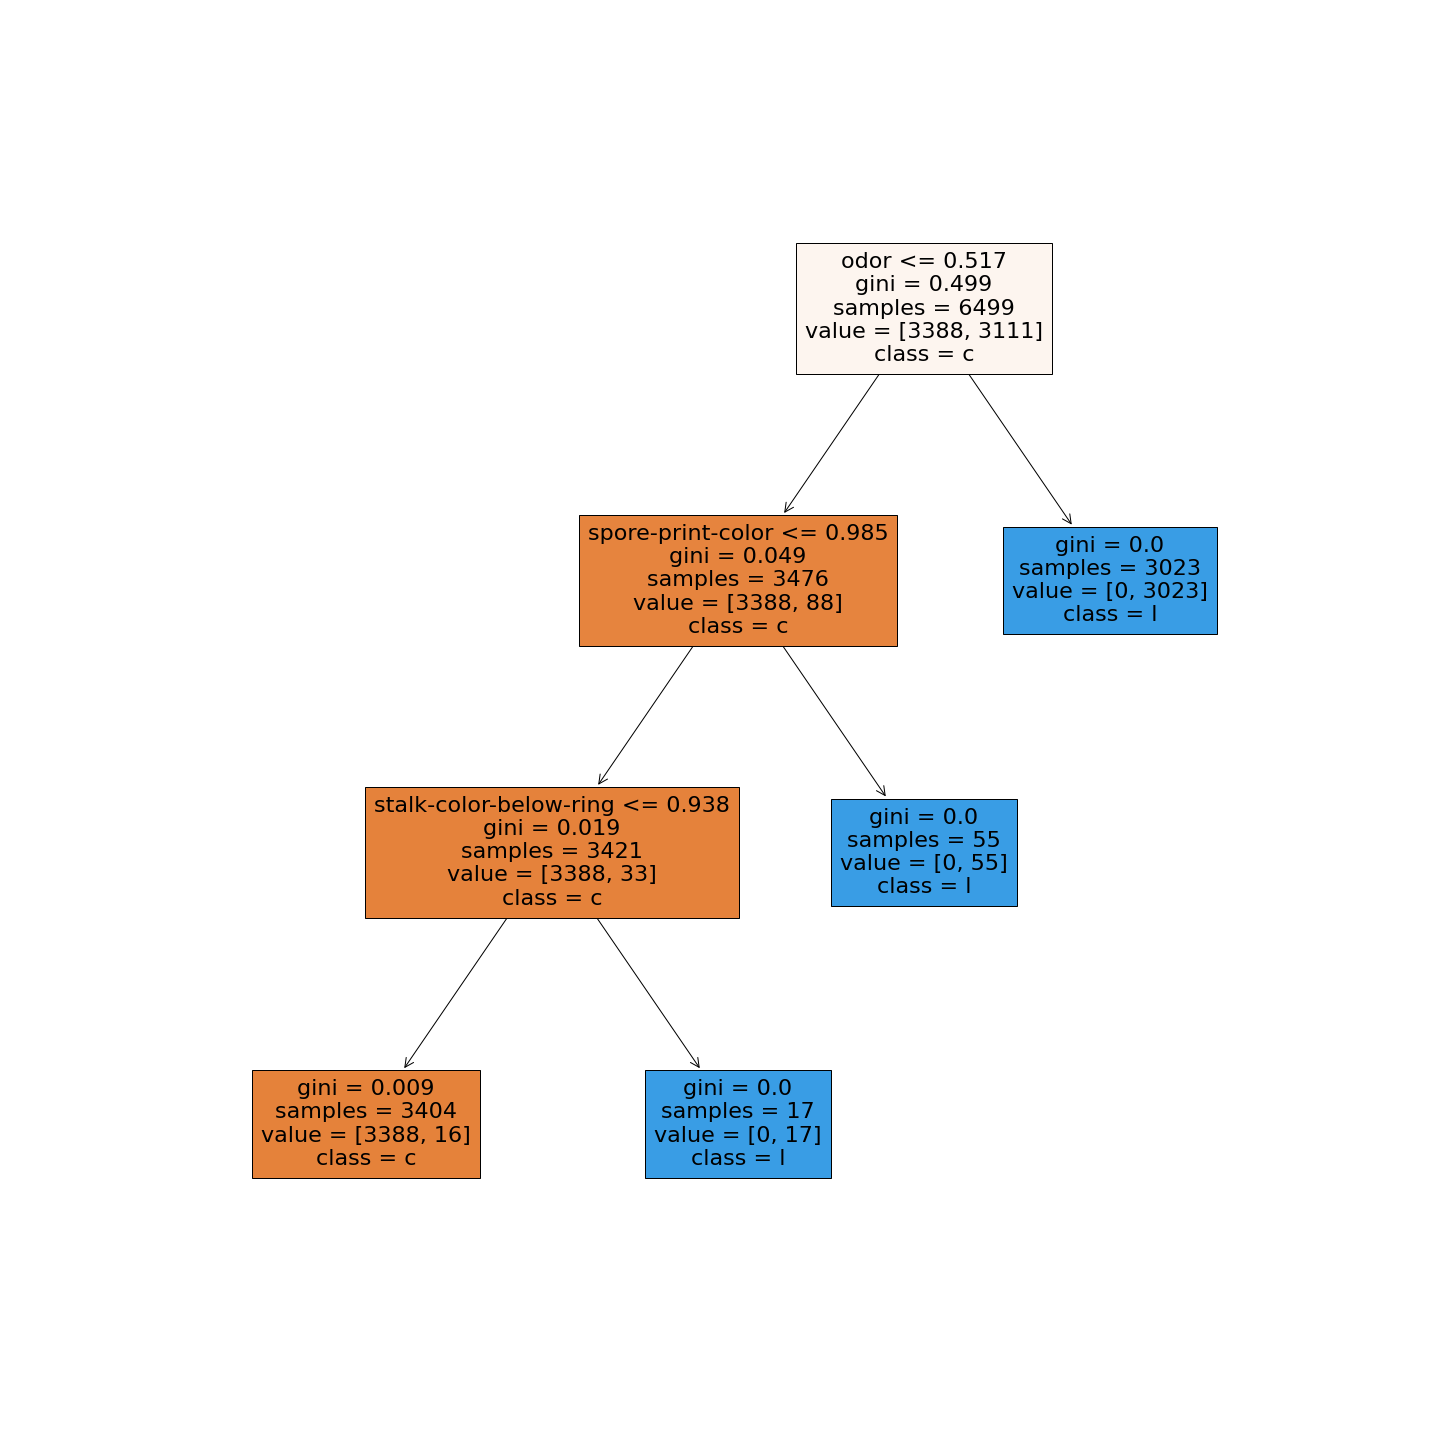 odor <= 0.517
gini = 0.499
samples = 6499
value = [3388, 3111]
class = c
spore-print-color <= 0.985
gini = 0.049
samples = 3476
value = [3388, 88]
class = c
gini = 0.0
samples = 3023
value = [0, 3023]
class = l
stalk-color-below-ring <= 0.938
gini = 0.019
samples = 3421
value = [3388, 33]
class = c
gini = 0.0
samples = 55
value = [0, 55]
class = l
gini = 0.009
samples = 3404
value = [3388, 16]
class = c
gini = 0.0
samples = 17
value = [0, 17]
class = l